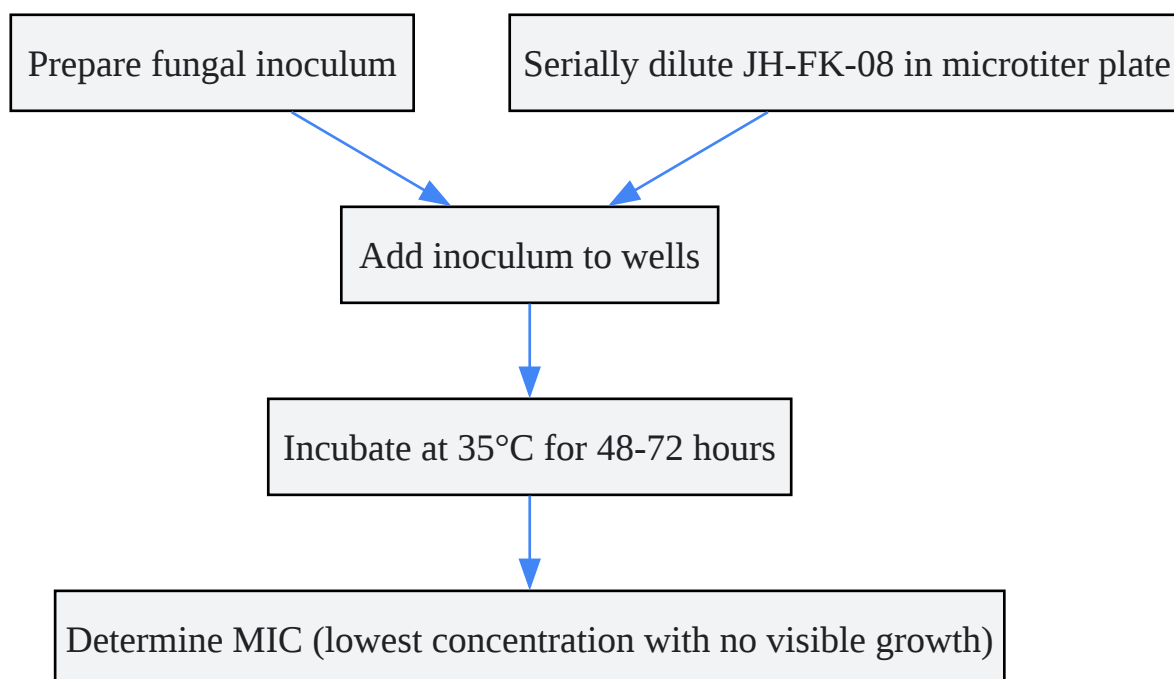 Prepare fungal inoculum
Serially dilute JH-FK-08 in microtiter plate
Add inoculum to wells
Incubate at 35°C for 48-72 hours
Determine MIC (lowest concentration with no visible growth)